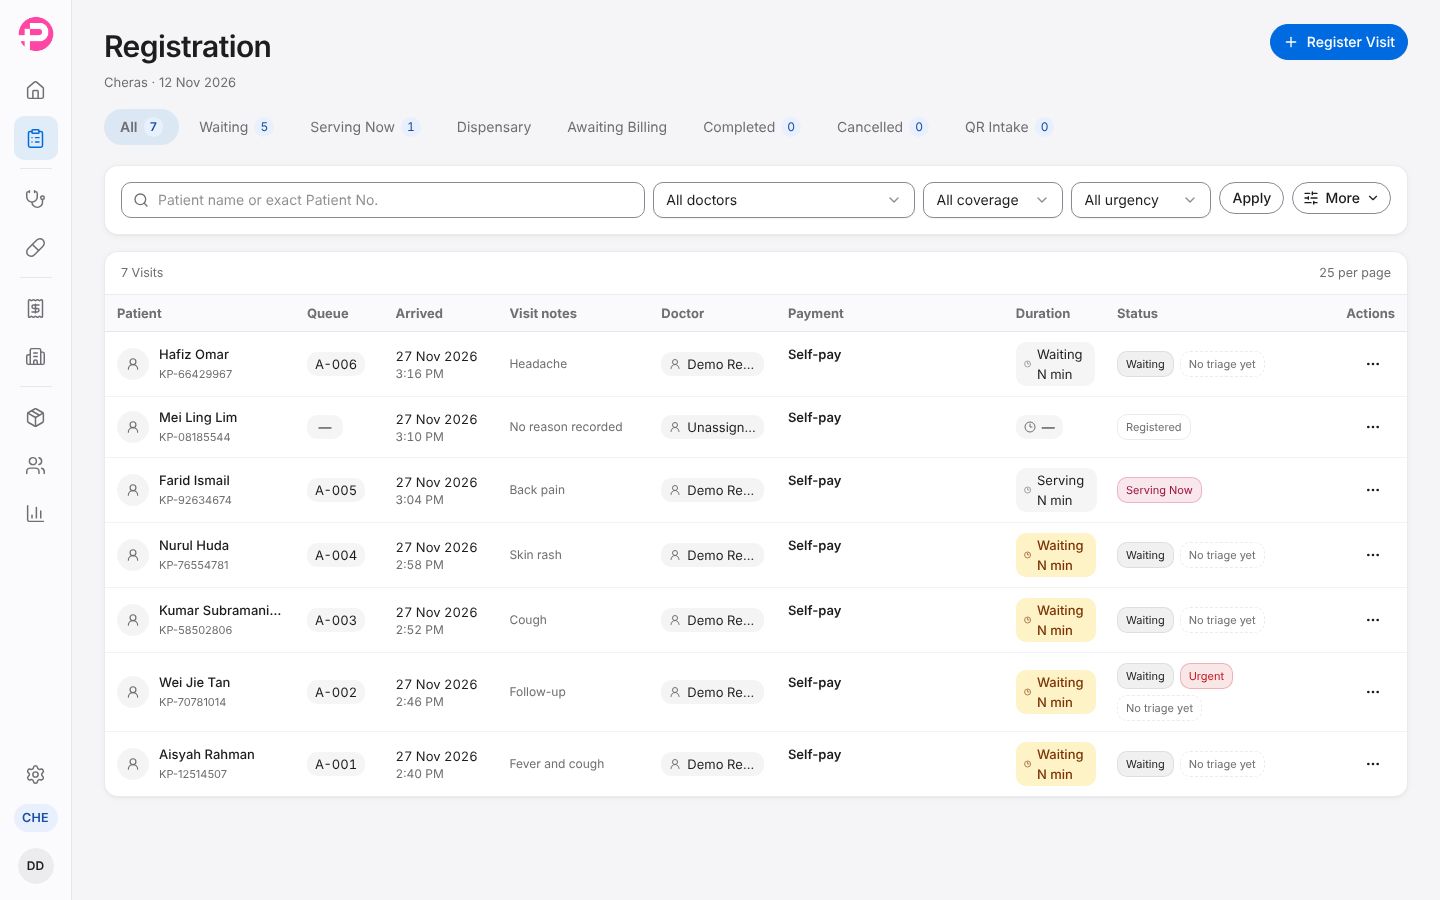 Registration
Register Visit
Cheras · 12 Nov 2026
All 7
Waiting 5
Serving Now 1
Dispensary
Awaiting Billing
Completed 0
Cancelled 0
QR Intake 0
Patient name or exact Patient No.
All doctors
All coverage
All urgency
Apply
More
7 Visits
25 per page
Patient Queue Arrived Visit notes Doctor Payment Duration Status Actions
Hafiz Omar
KP-66429967
A-006
27 Nov 2026
3:16 PM
Headache
Demo Re...
Self-pay
Waiting
N min
Waiting
No triage yet
Mei Ling Lim
KP-08185544
—
27 Nov 2026
3:10 PM
No reason recorded
Unassign...
Self-pay
—
Registered
Farid Ismail
KP-92634674
A-005
27 Nov 2026
3:04 PM
Back pain
Demo Re...
Self-pay
Serving
N min
Serving Now
Nurul Huda
KP-76554781
A-004
27 Nov 2026
2:58 PM
Skin rash
Demo Re...
Self-pay
Waiting
N min
Waiting
No triage yet
Kumar Subramani...
KP-58502806
A-003
27 Nov 2026
2:52 PM
Cough
Demo Re...
Self-pay
Waiting
N min
Waiting
No triage yet
Wei Jie Tan
KP-70781014
A-002
27 Nov 2026
2:46 PM
Follow-up
Demo Re...
Self-pay
Waiting
N min
Waiting
Urgent
No triage yet
Aisyah Rahman
KP-12514507
A-001
27 Nov 2026
2:40 PM
Fever and cough
Demo Re...
Self-pay
Waiting
N min
Waiting
No triage yet
CHE
DD